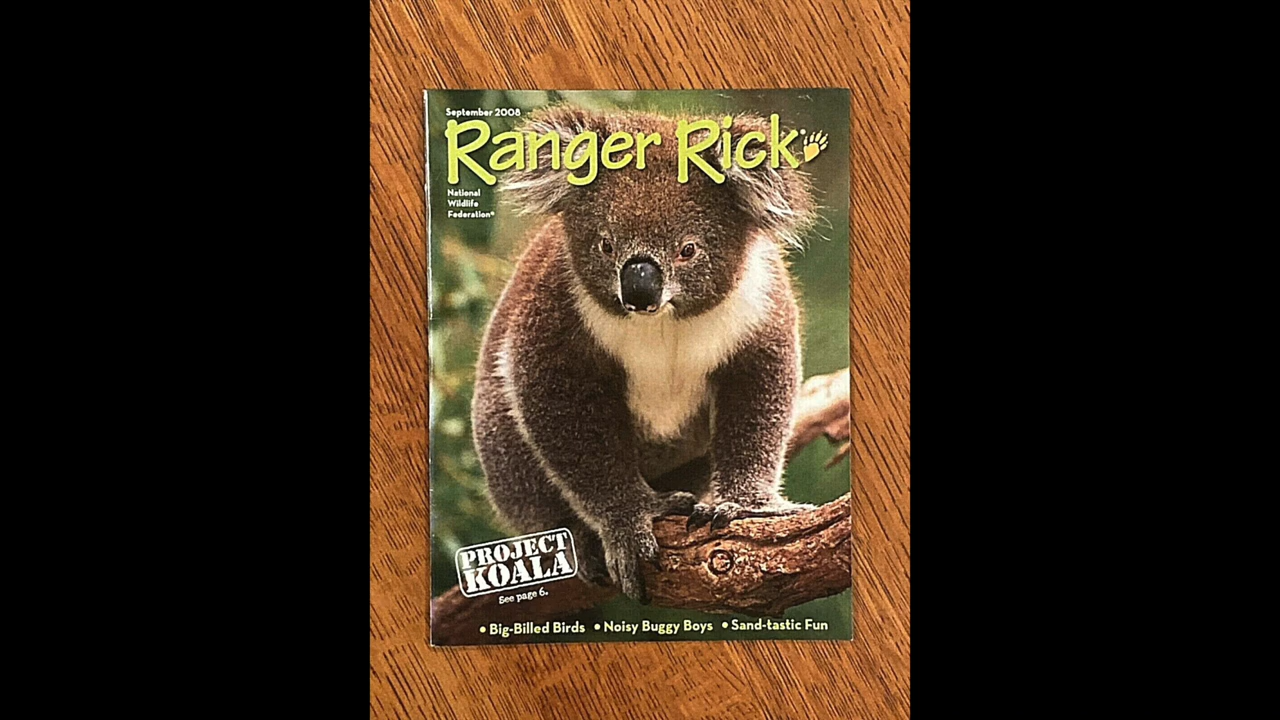 September 2008
Ranger Rick®
National
Wildlife
Federation®
PROJECT
KOALA
See page 6.
• Big-Billed Birds • Noisy Buggy Boys • Sand-tastic Fun